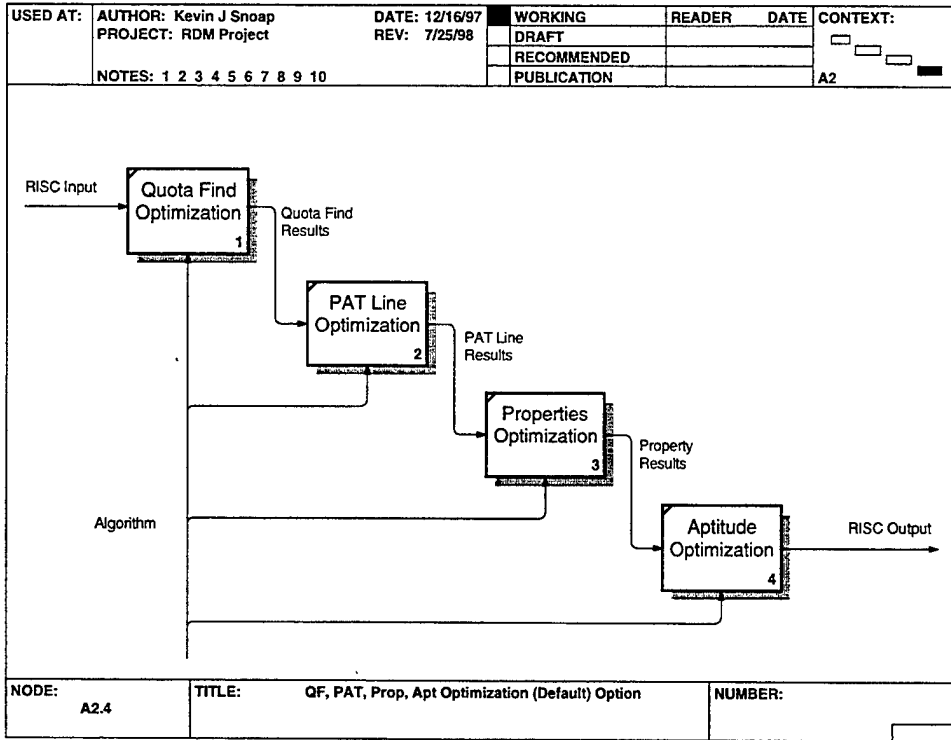 USED AT:
AUTHOR: Kevin J Snoap
DATE: 12/16/97
WORKING
READER
DATE
CONTEXT:
PROJECT: RDM Project
REV: 7/25/98
DRAFT
RECOMMENDED
NOTES: 1 2 3 4 5 6 7 8 9 10
PUBLICATION
A2
RISC Input
Quota Find
Optimization
1
Quota Find
Results
PAT Line
Optimization
2
PAT Line
Results
Properties
Optimization
3
Property
Results
Algorithm
Aptitude
Optimization
4
RISC Output
NODE:
A2.4
TITLE:
QF, PAT, Prop, Apt Optimization (Default) Option
NUMBER: